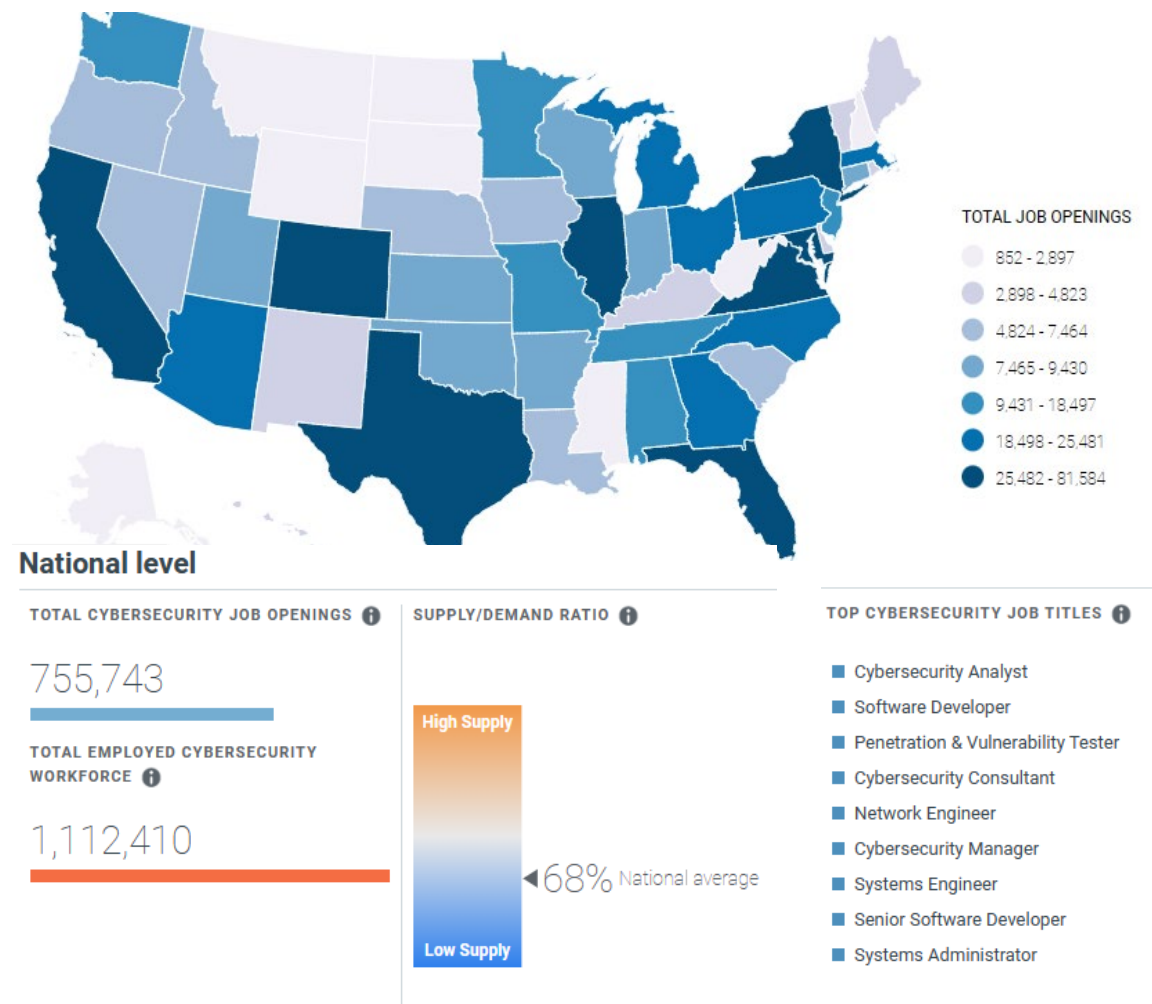 TOTAL JOB OPENINGS
852 - 2,897
2,898 - 4,823
4,824 - 7,464
7,465 - 9,430
9,431 - 18,497
18,498 - 25,481
25,482 - 81,584
National level
TOTAL CYBERSECURITY JOB OPENINGS
755,743
TOTAL EMPLOYED CYBERSECURITY
WORKFORCE
1,112,410
SUPPLY/DEMAND RATIO
High Supply
68% National average
Low Supply
TOP CYBERSECURITY JOB TITLES
Cybersecurity Analyst
Software Developer
Penetration & Vulnerability Tester
Cybersecurity Consultant
Network Engineer
Cybersecurity Manager
Systems Engineer
Senior Software Developer
Systems Administrator